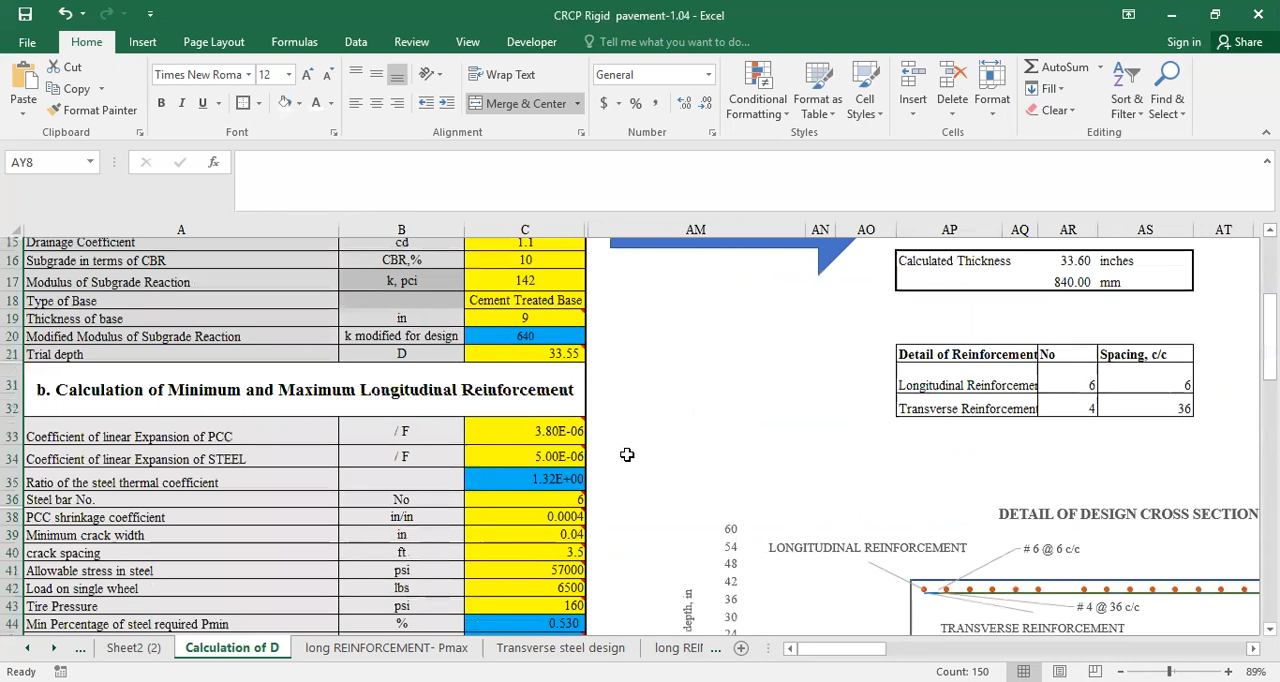 CRCP Rigid pavement-1.04 - Excel
File Home Insert Page Layout Formulas Data Review View Developer Tell me what you want to do... Sign in Share
Paste Cut Copy Format Painter
Times New Roma 12
B I U A
Wrap Text
Merge & Center
General
$ % ,
Conditional Formatting Format as Table Cell Styles
Insert Delete Format
AutoSum Fill Clear
Sort & Filter Find & Select
Clipboard Font Alignment Number Styles Cells Editing
AY8 fx
A B C AM AN AO AP AQ AR AS AT
15 Drainage Coefficient cd 1.1
16 Subgrade in terms of CBR CBR,% 10
17 Modulus of Subgrade Reaction k, pci 142
18 Type of Base Cement Treated Base
19 Thickness of base in 9
20 Modified Modulus of Subgrade Reaction k modified for design 640
21 Trial depth D 33.55
31 b. Calculation of Minimum and Maximum Longitudinal Reinforcement
32
33 Coefficient of linear Expansion of PCC / F 3.80E-06
34 Coefficient of linear Expansion of STEEL / F 5.00E-06
35 Ratio of the steel thermal coefficient 1.32E+00
36 Steel bar No. No 6
38 PCC shrinkage coefficient in/in 0.0004
39 Minimum crack width in 0.04
40 crack spacing ft 3.5
41 Allowable stress in steel psi 57000
42 Load on single wheel lbs 6500
43 Tire Pressure psi 160
44 Min Percentage of steel required Pmin % 0.530
Calculated Thickness 33.60 inches
840.00 mm
Detail of Reinforcement No Spacing, c/c
Longitudinal Reinforcemen 6 6
Transverse Reinforcement 4 36
DETAIL OF DESIGN CROSS SECTION
60
54
48
42
36
30
24
depth, in
LONGITUDINAL REINFORCEMENT
# 6 @ 6 c/c
# 4 @ 36 c/c
TRANSVERSE REINFORCEMENT
... Sheet2 (2) Calculation of D long REINFORCEMENT- Pmax Transverse steel design long REII ...
Ready Count: 150 89%